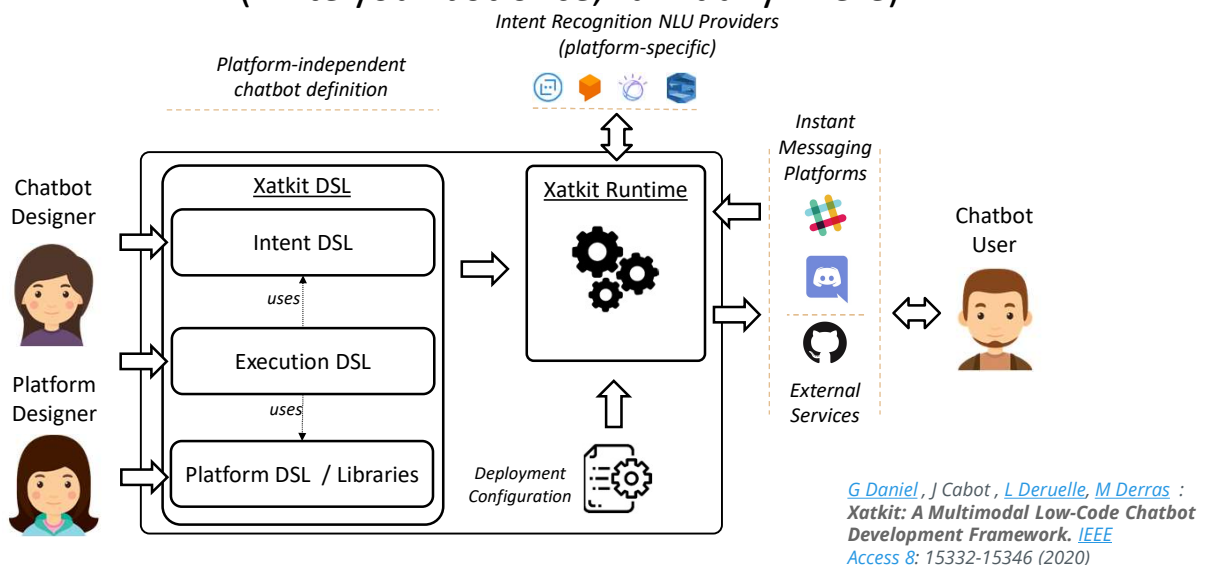 Intent Recognition NLU Providers
(platform-specific)
Platform-independent
chatbot definition
Instant
Messaging
Platforms
Chatbot
Designer
Xatkit DSL
Xatkit Runtime
Intent DSL
Chatbot
User
uses
Execution DSL
Platform
Designer
uses
External
Services
Platform DSL / Libraries
Deployment
Configuration
G Daniel , J Cabot , L Deruelle, M Derras :
Xatkit: A Multimodal Low-Code Chatbot
Development Framework. IEEE
Access 8: 15332-15346 (2020)